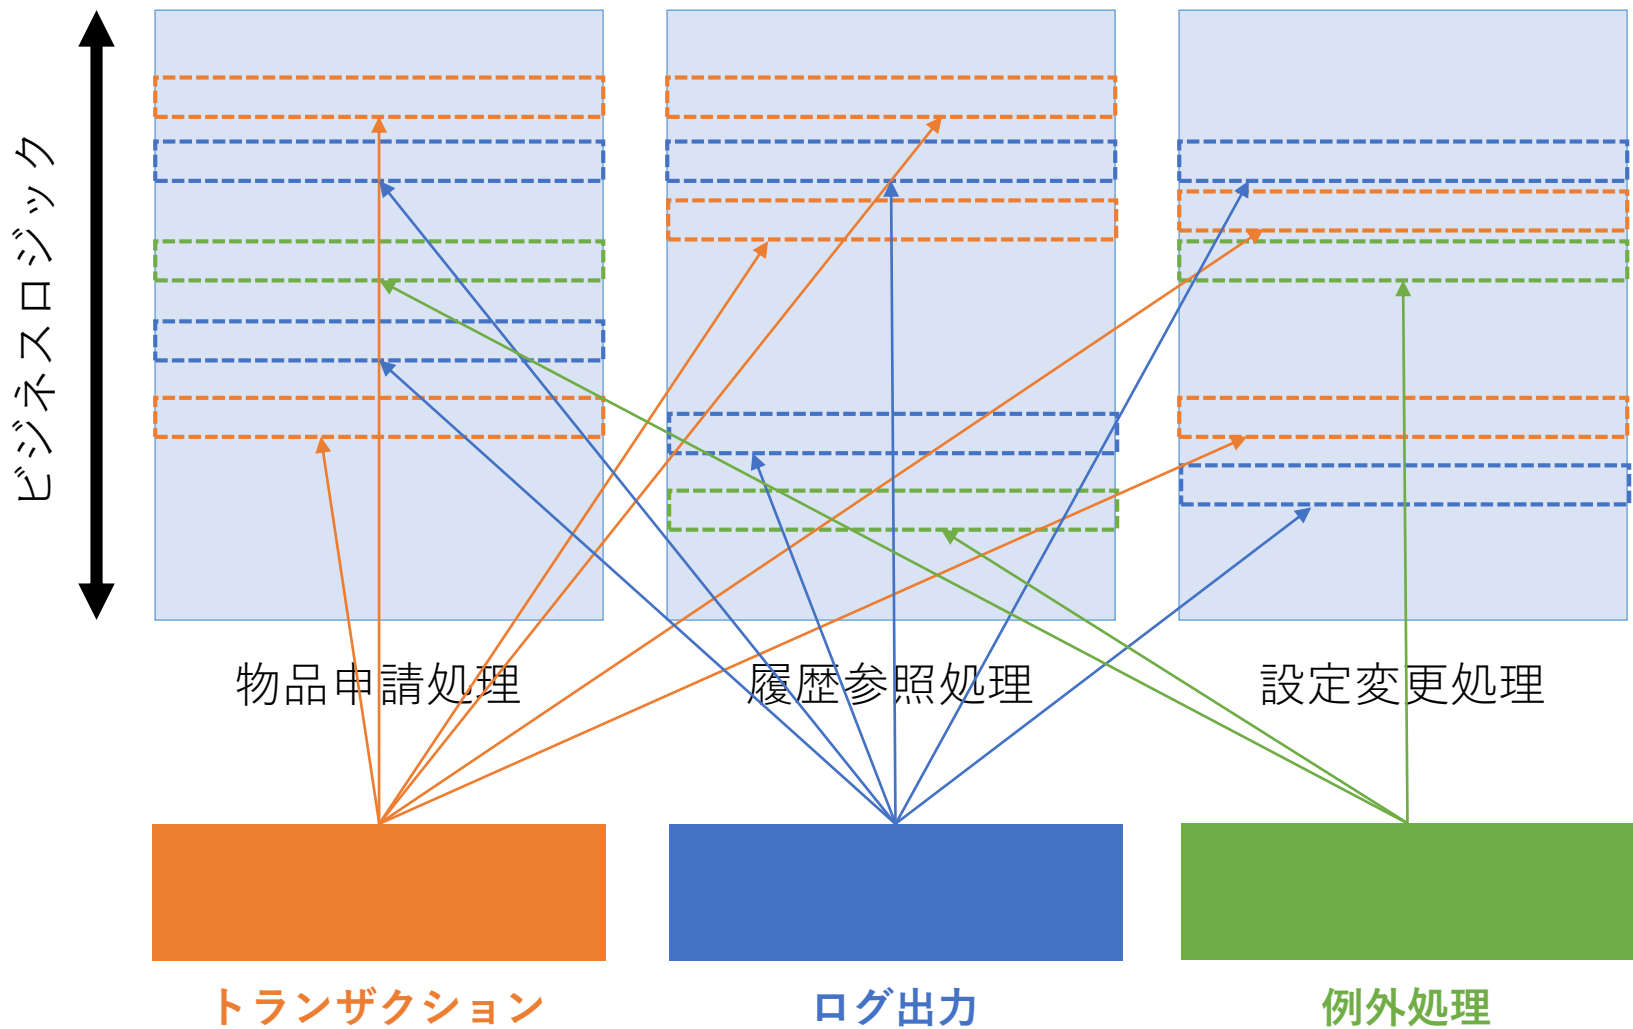 ビジネスロジック
物品申請処理
履歴参照処理
設定変更処理
トランザクション
ログ出力
例外処理